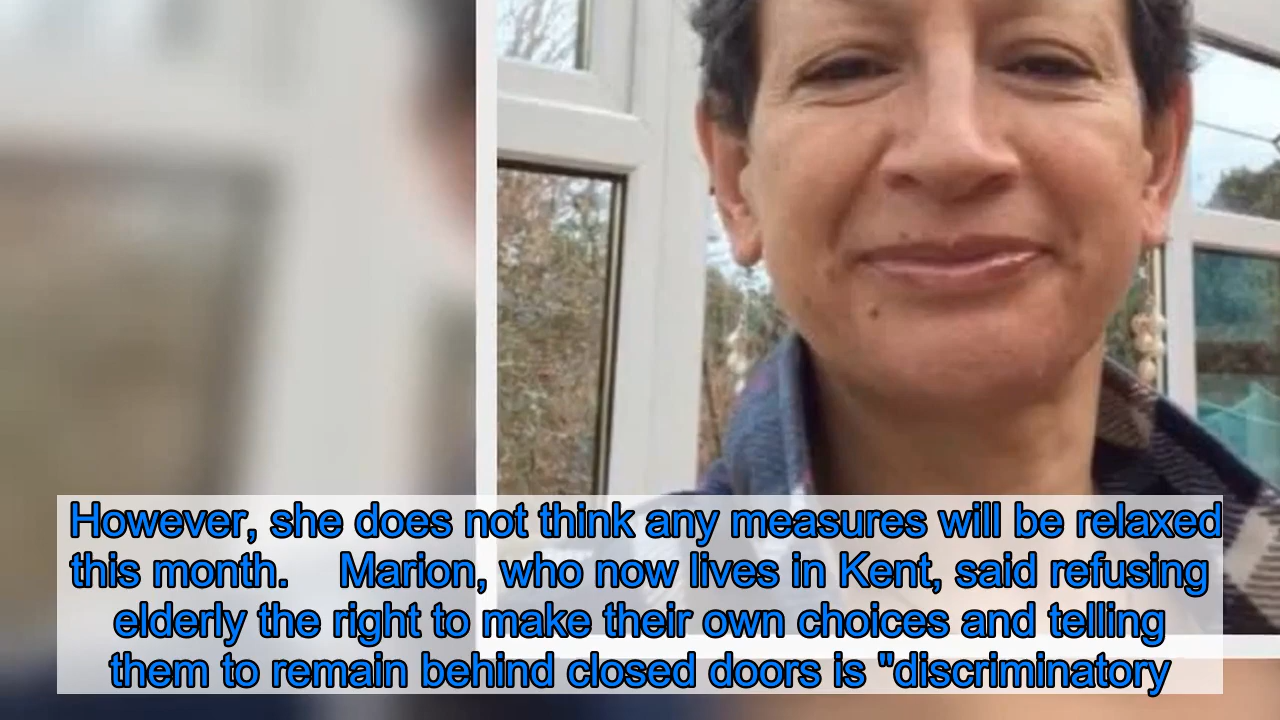 However, she does not think any measures will be relaxed
this month. Marion, who now lives in Kent, said refusing
elderly the right to make their own choices and telling
them to remain behind closed doors is "discriminatory